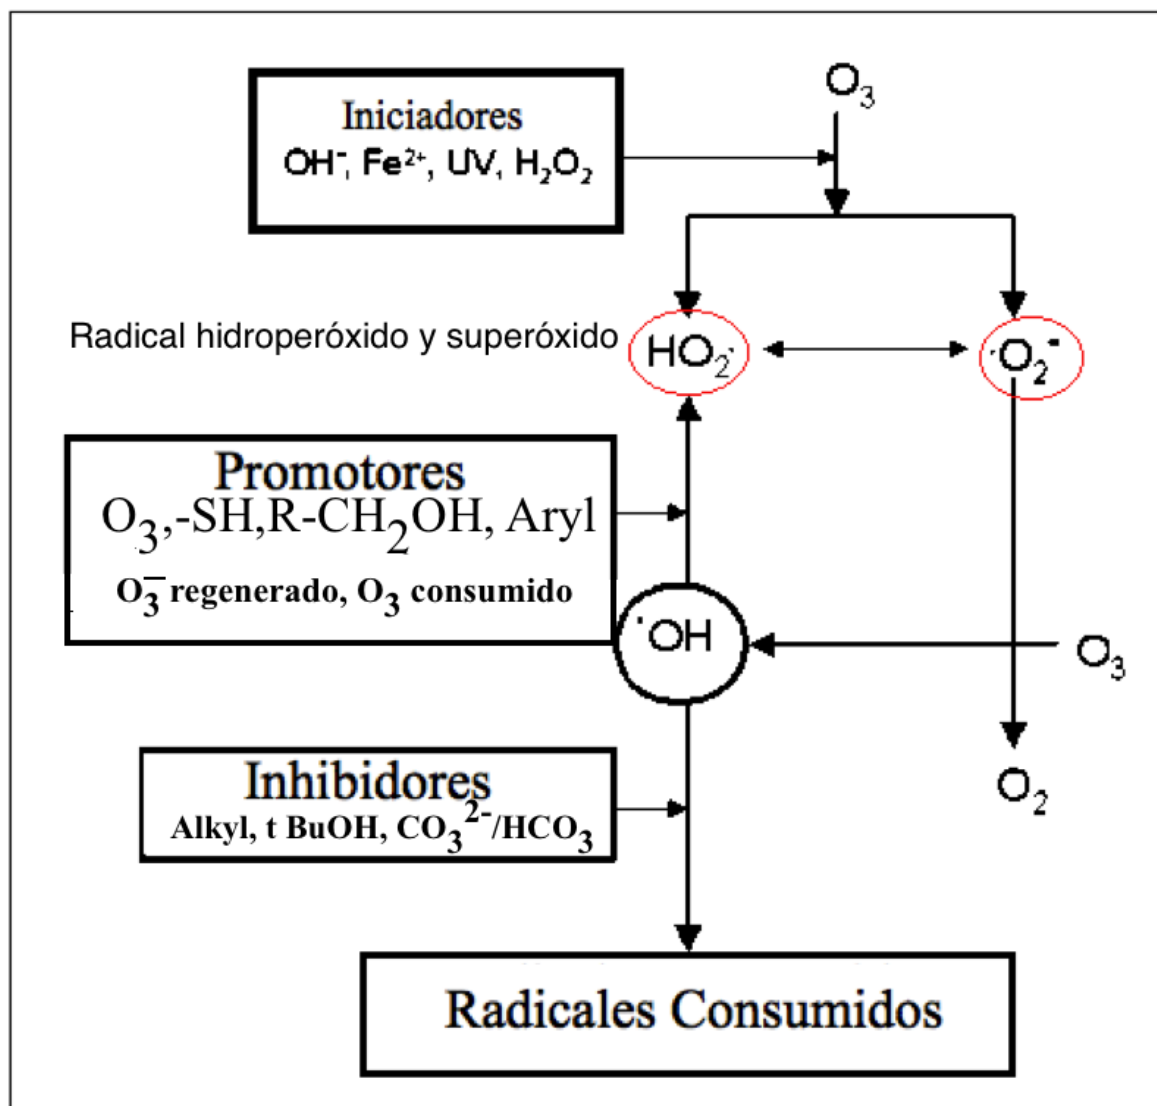 O₃
Iniciadores
OH⁻, Fe²⁺, UV, H₂O₂
Radical hidroperóxido y superóxido
HO₂·
·O₂⁻
Promotores
O₃,-SH,R-CH₂OH, Aryl
O₃⁻ regenerado, O₃ consumido
·OH
O₃
Inhibidores
Alkyl, t BuOH, CO₃²⁻/HCO₃
O₂
Radicales Consumidos